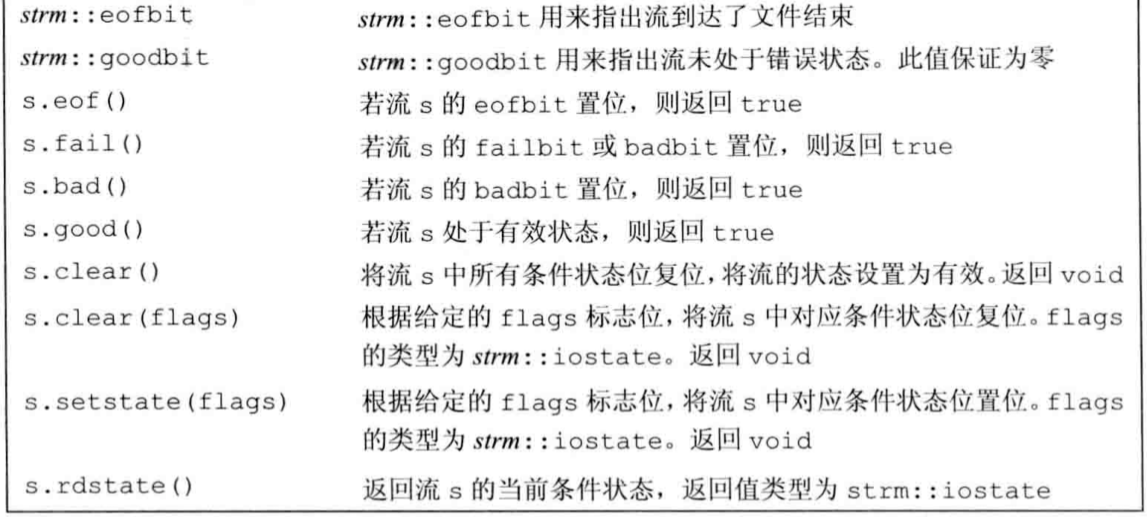 strm::eofbit strm::eofbit 用来指出流到达了文件结束
strm::goodbit strm::goodbit 用来指出流未处于错误状态。此值保证为零
s.eof() 若流 s 的 eofbit 置位，则返回 true
s.fail() 若流 s 的 failbit 或 badbit 置位，则返回 true
s.bad() 若流 s 的 badbit 置位，则返回 true
s.good() 若流 s 处于有效状态，则返回 true
s.clear() 将流 s 中所有条件状态位复位，将流的状态设置为有效。返回 void
s.clear(flags) 根据给定的 flags 标志位，将流 s 中对应条件状态位复位。flags
的类型为 strm::iostate。返回 void
s.setstate(flags) 根据给定的 flags 标志位，将流 s 中对应条件状态位置位。flags
的类型为 strm::iostate。返回 void
s.rdstate() 返回流 s 的当前条件状态，返回值类型为 strm::iostate